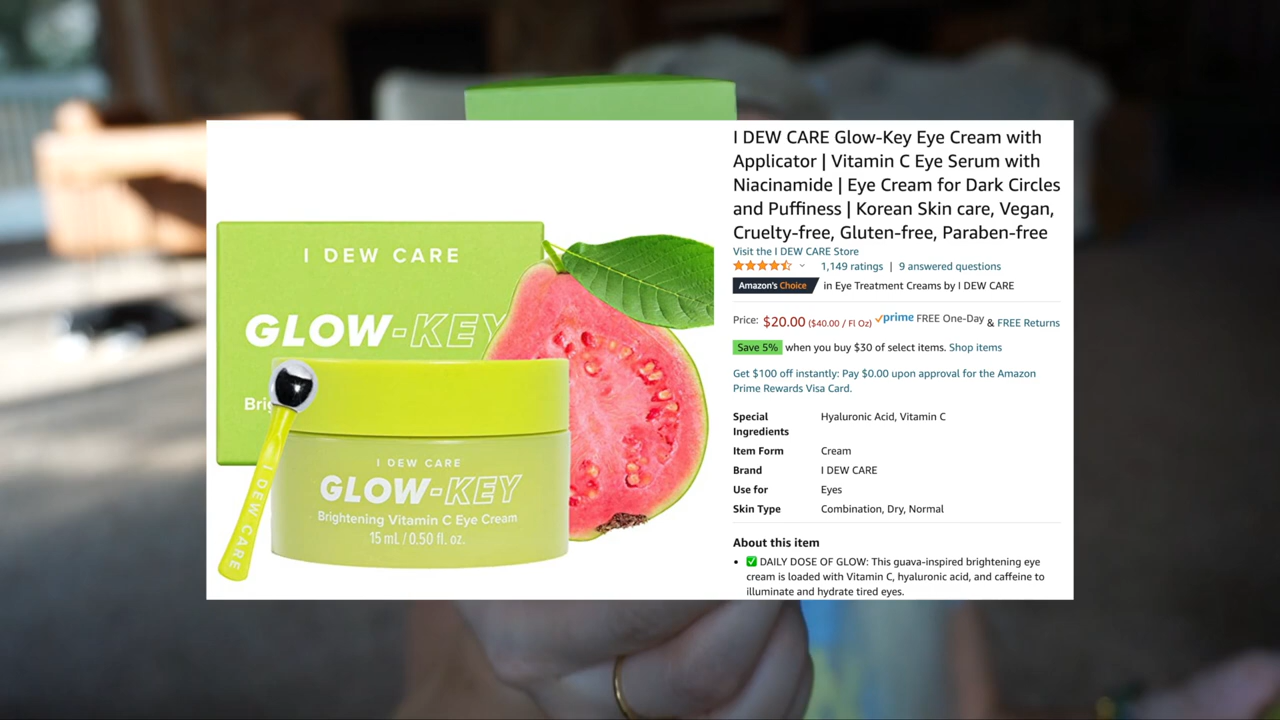 I DEW CARE
GLOW-KEY
I DEW CARE
I DEW CARE
GLOW-KEY
Brightening Vitamin C Eye Cream
15 mL / 0.50 fl. oz.
I DEW CARE Glow-Key Eye Cream with
Applicator | Vitamin C Eye Serum with
Niacinamide | Eye Cream for Dark Circles
and Puffiness | Korean Skin care, Vegan,
Cruelty-free, Gluten-free, Paraben-free
Visit the I DEW CARE Store
1,149 ratings | 9 answered questions
Amazon's Choice in Eye Treatment Creams by I DEW CARE
Price: $20.00 ($40.00 / Fl Oz) prime FREE One-Day & FREE Returns
Save 5% when you buy $30 of select items. Shop items
Get $100 off instantly: Pay $0.00 upon approval for the Amazon
Prime Rewards Visa Card.
Special Hyaluronic Acid, Vitamin C
Ingredients
Item Form Cream
Brand I DEW CARE
Use for Eyes
Skin Type Combination, Dry, Normal
About this item
• ✅ DAILY DOSE OF GLOW: This guava-inspired brightening eye
cream is loaded with Vitamin C, hyaluronic acid, and caffeine to
illuminate and hydrate tired eyes.